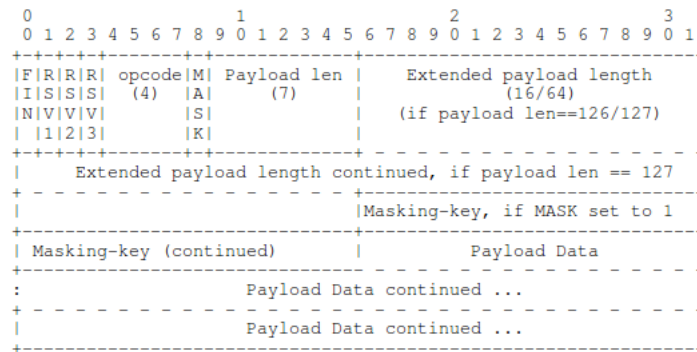 0                   1                   2                   3
 0 1 2 3 4 5 6 7 8 9 0 1 2 3 4 5 6 7 8 9 0 1 2 3 4 5 6 7 8 9 0 1
+-+-+-+-+-------+-+-------------+-------------------------------
|F|R|R|R| opcode|M| Payload len |    Extended payload length
|I|S|S|S|  (4)  |A|     (7)     |             (16/64)
|N|V|V|V|       |S|             |   (if payload len==126/127)
| |1|2|3|       |K|             |
+-+-+-+-+-------+-+-------------+ - - - - - - - - - - - - - - -
|     Extended payload length continued, if payload len == 127
+ - - - - - - - - - - - - - - - +-------------------------------
|                               |Masking-key, if MASK set to 1
+-------------------------------+-------------------------------
| Masking-key (continued)       |          Payload Data
+-------------------------------- - - - - - - - - - - - - - - -
:                     Payload Data continued ...
+ - - - - - - - - - - - - - - - - - - - - - - - - - - - - - - -
|                     Payload Data continued ...
+---------------------------------------------------------------